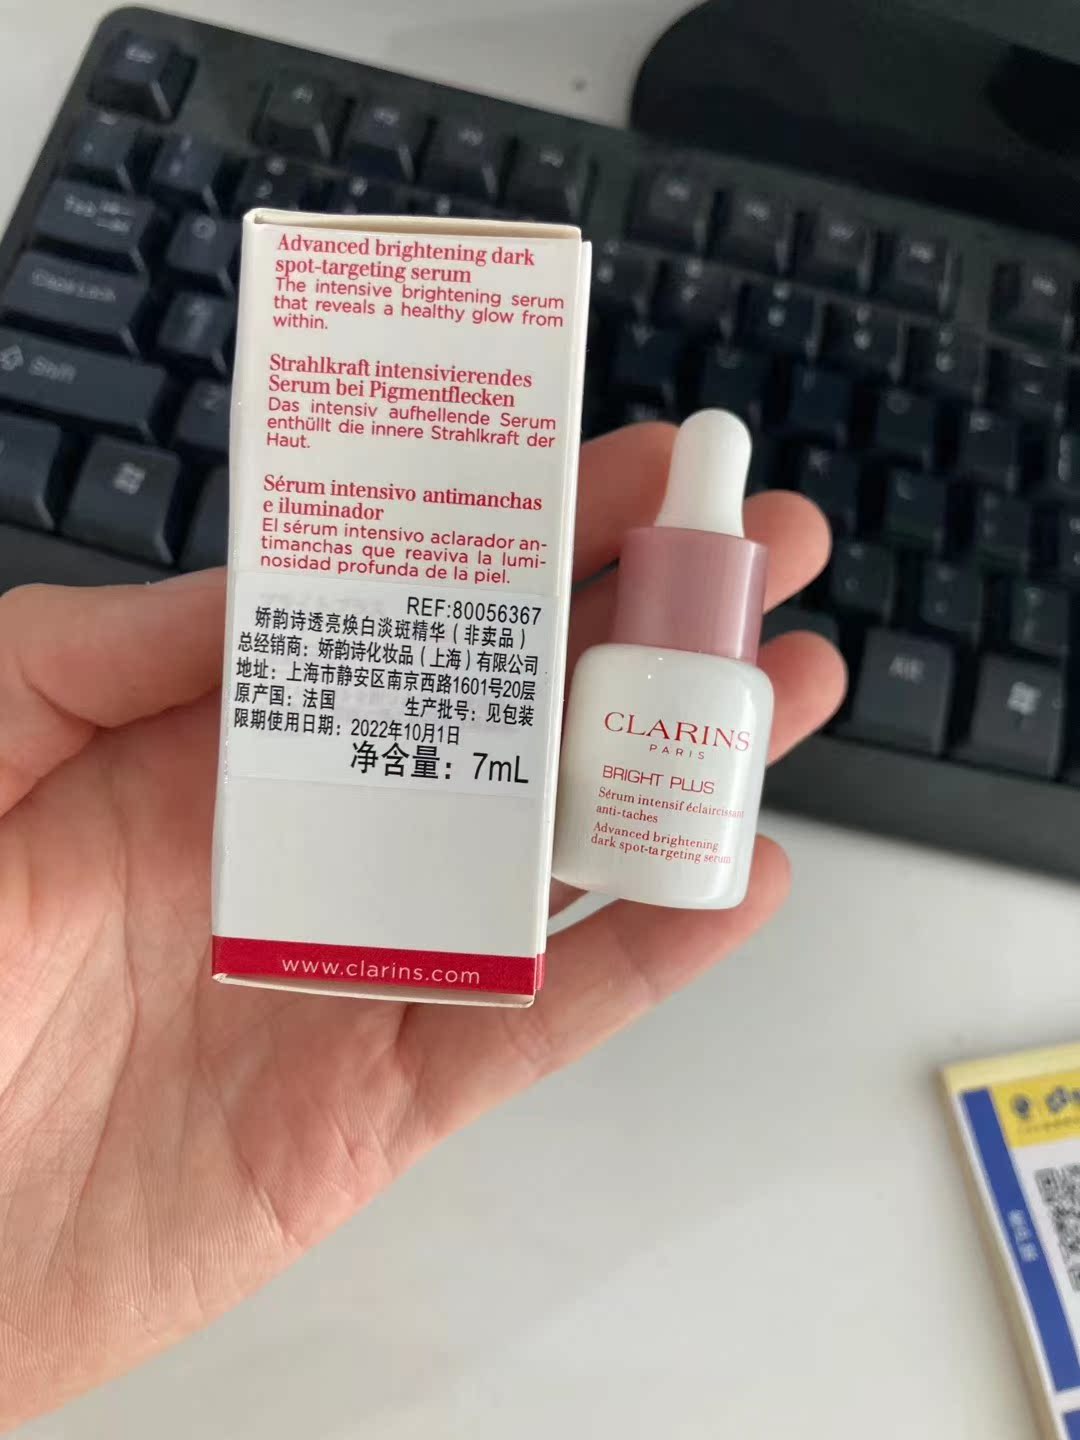 Advanced brightening dark
spot-targeting serum
The intensive brightening serum
that reveals a healthy glow from
within.
Strahlkraft intensivierendes
Serum bei Pigmentflecken
Das intensiv aufhellende Serum
enthüllt die innere Strahlkraft der
Haut.
Sérum intensivo antimanchas
e iluminador
El sérum intensivo aclarador an-
timanchas que reaviva la lumi-
nosidad profunda de la piel.
REF:80056367
娇韵诗透亮焕白淡斑精华（非卖品）
总经销商：娇韵诗化妆品（上海）有限公司
地址：上海市静安区南京西路1601号20层
原产国：法国 生产批号：见包装
限期使用日期：2022年10月1日
净含量：7mL
www.clarins.com
CLARINS
PARIS
BRIGHT PLUS
Sérum intensif éclaircissant
anti-taches
Advanced brightening
dark spot-targeting serum
Caps Lock
Shift
Tab
Alt